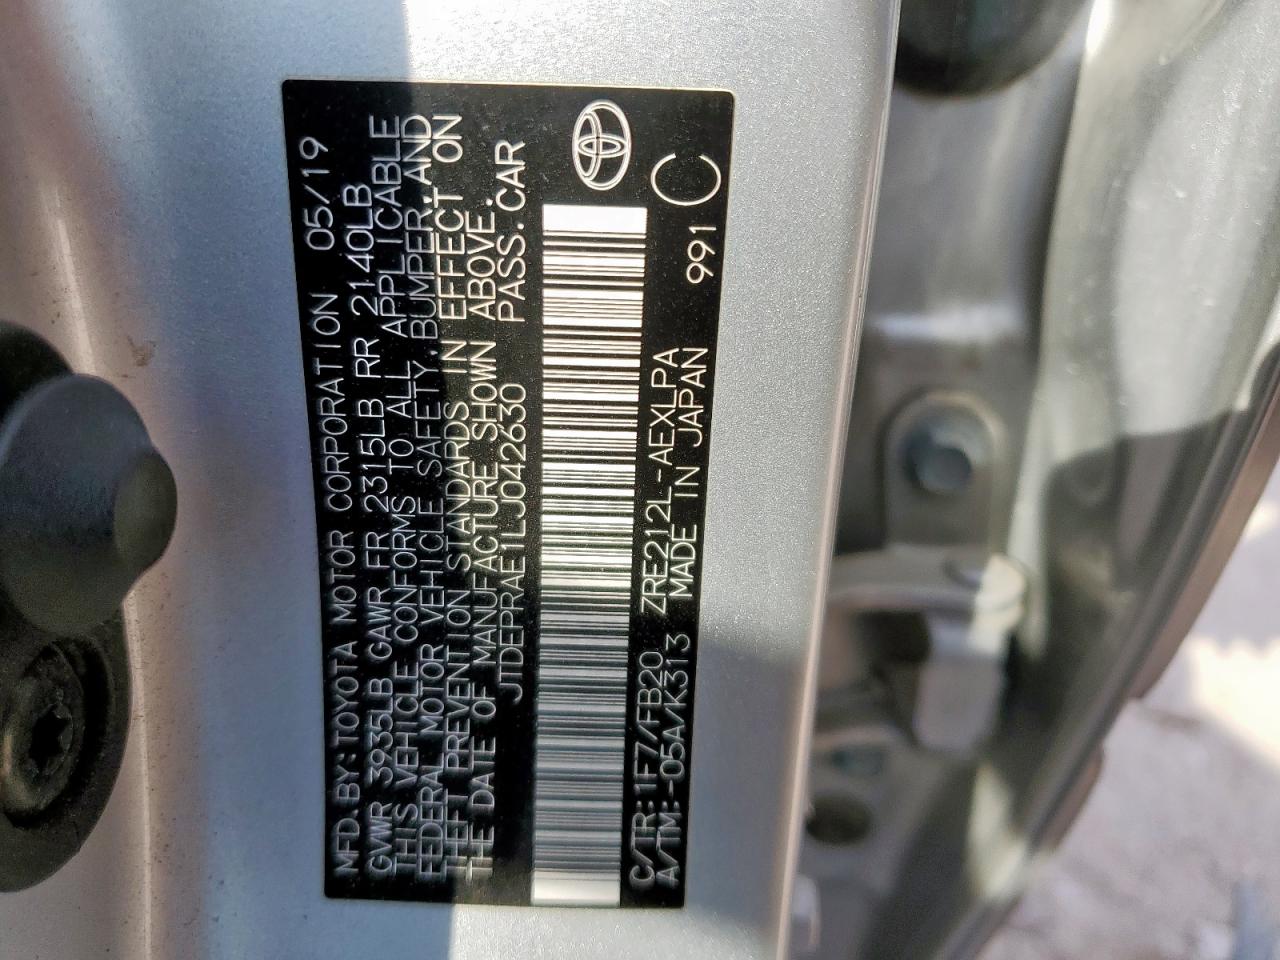 MFD.BY:TOYOTA MOTOR CORPORATION 05/19
GVWR 3935LB GAWR FR 2315LB RR 2140LB
THIS VEHICLE CONFORMS TO ALL APPLICABLE
FEDERAL MOTOR VEHICLE SAFETY,BUMPER,AND
THEFT PREVENTION STANDARDS IN EFFECT ON
THE DATE OF MANUFACTURE SHOWN ABOVE.
JTDEPRAE1LJ042630 PASS.CAR
C/TR:1F7/FB20 ZRE212L-AEXLPA 991
A/TM:-05A/K313 MADE IN JAPAN C